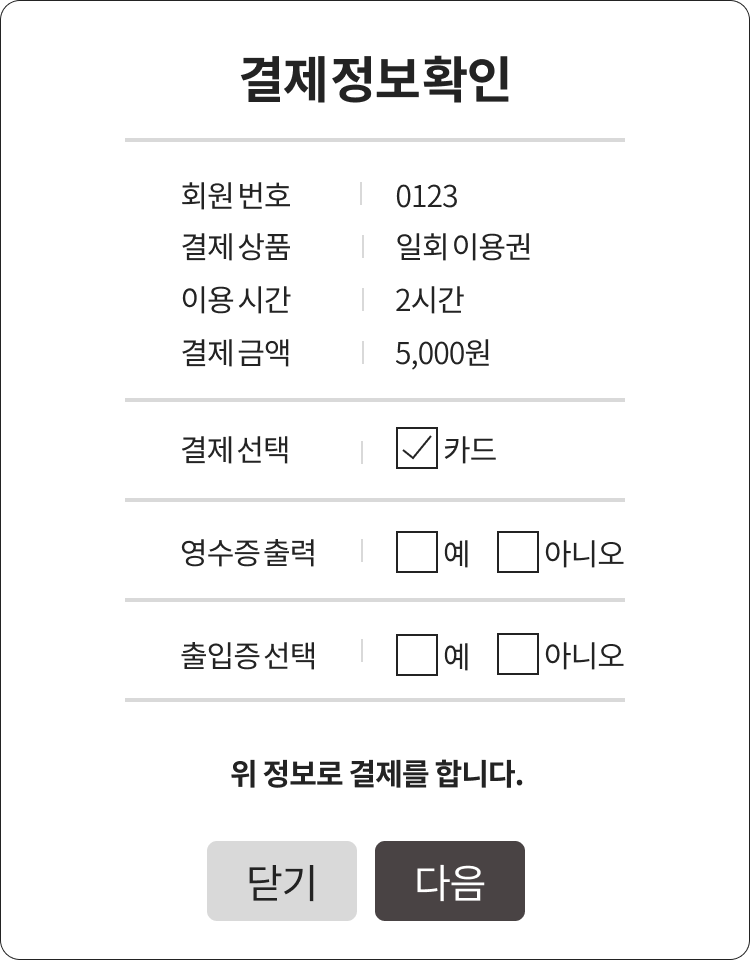 결제정보확인
회원번호 0123
결제상품 일회이용권
이용시간 2시간
결제금액 5,000원
결제선택 카드
영수증출력 예 아니오
출입증선택 예 아니오
위 정보로 결제를 합니다.
닫기 다음